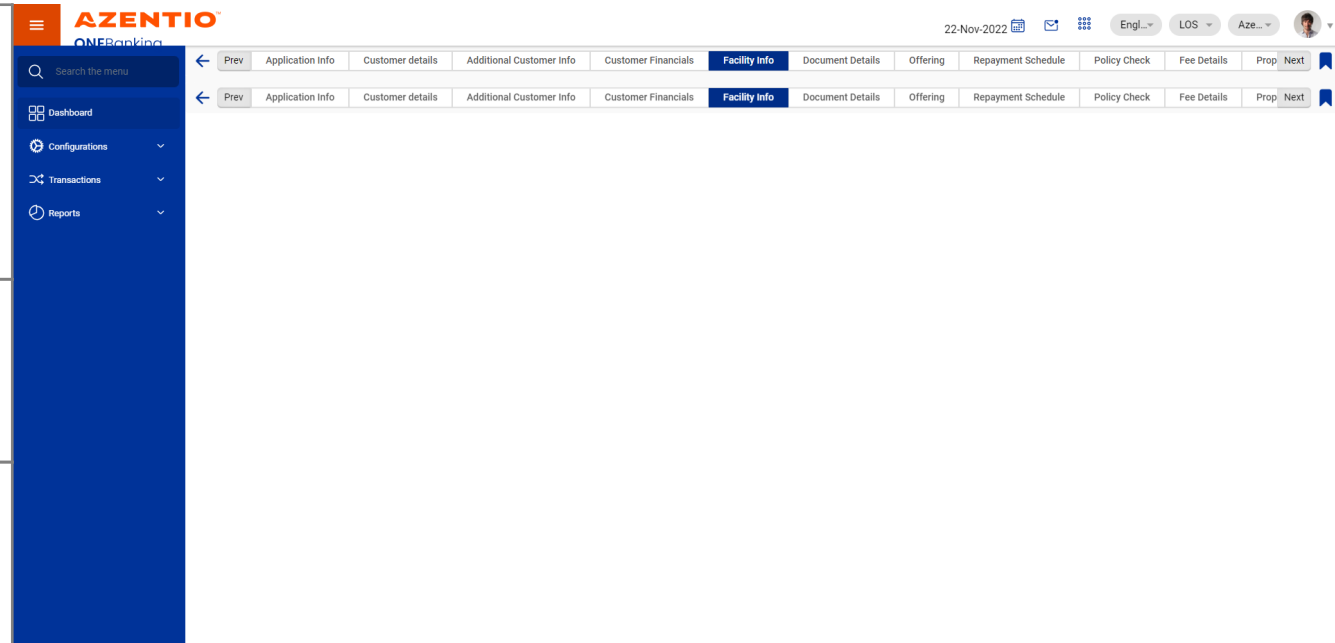 AZENTIO™
ONEBanking
22-Nov-2022
Engl...
LOS
Aze...
Search the menu
Dashboard
Configurations
Transactions
Reports
Prev Application Info Customer details Additional Customer Info Customer Financials Facility Info Document Details Offering Repayment Schedule Policy Check Fee Details Prop Next
Prev Application Info Customer details Additional Customer Info Customer Financials Facility Info Document Details Offering Repayment Schedule Policy Check Fee Details Prop Next